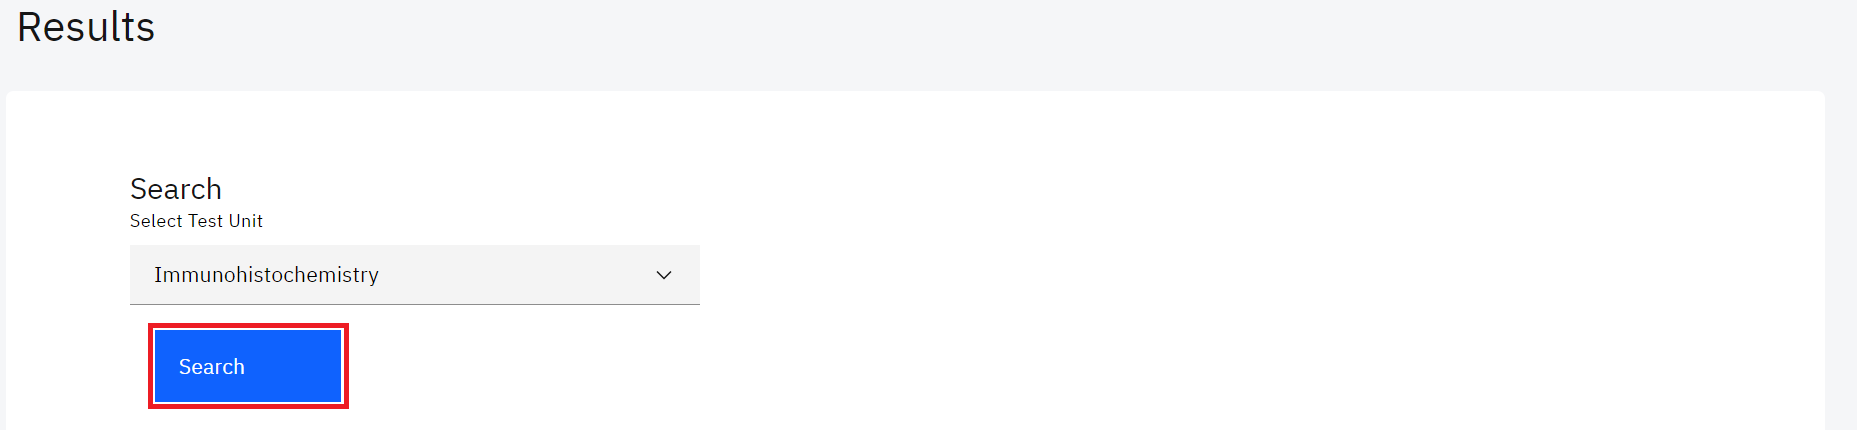 Results
Search
Select Test Unit
Immunohistochemistry
Search